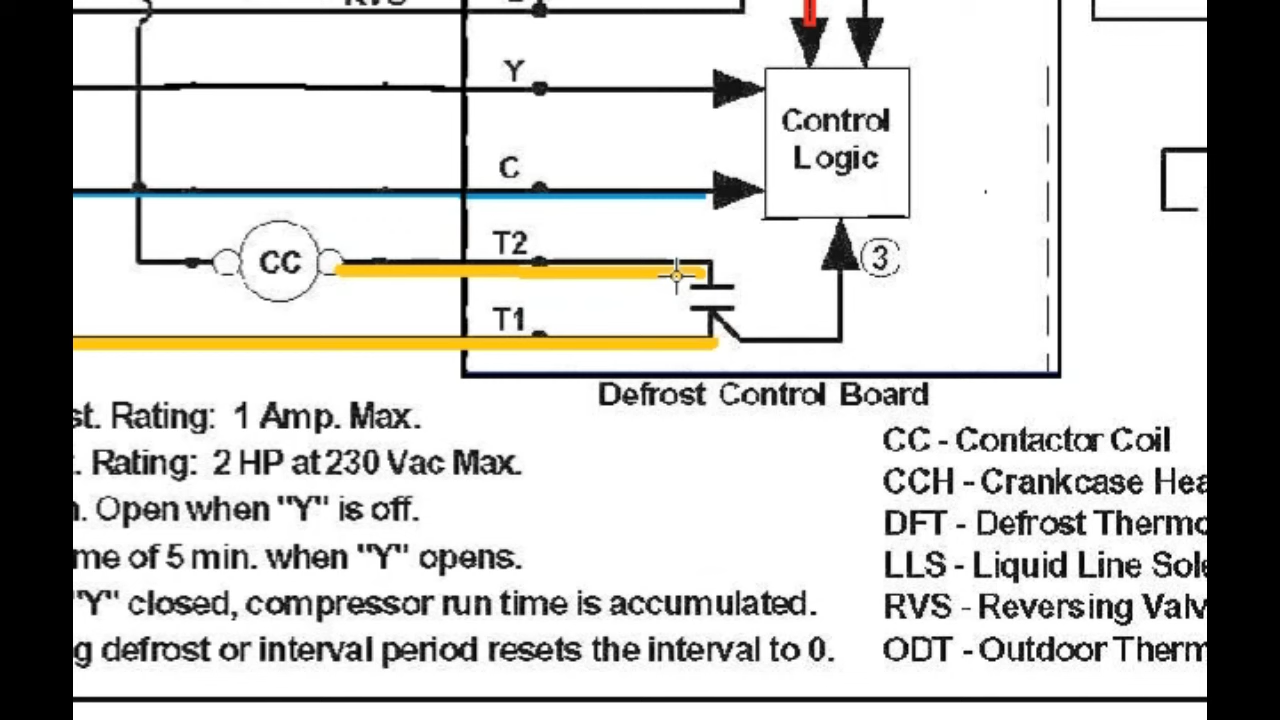 Y
Control
Logic
C
T2
CC
3
T1
Defrost Control Board
st. Rating: 1 Amp. Max.
. Rating: 2 HP at 230 Vac Max.
. Open when "Y" is off.
me of 5 min. when "Y" opens.
"Y" closed, compressor run time is accumulated.
g defrost or interval period resets the interval to 0.
CC - Contactor Coil
CCH - Crankcase Hea
DFT - Defrost Thermo
LLS - Liquid Line Sole
RVS - Reversing Valv
ODT - Outdoor Therm